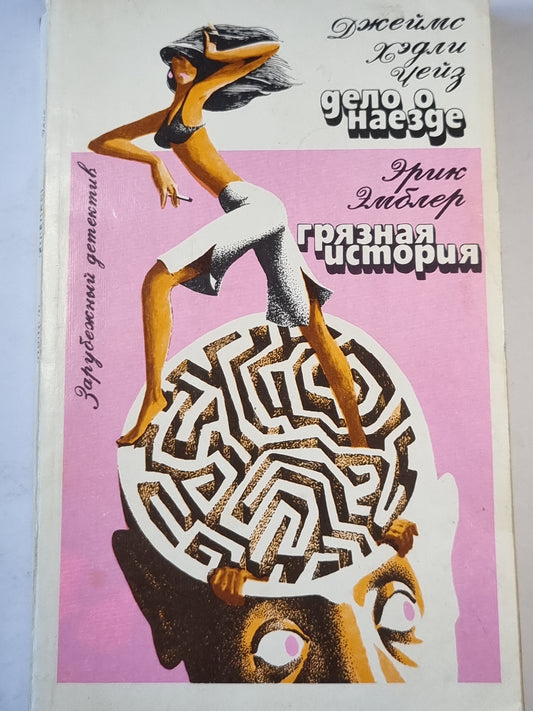 Джеймс
Хэдли
Чейз
дело о
наезде
Эрик
Эмблер
грязная
история
Зарубежный детектив